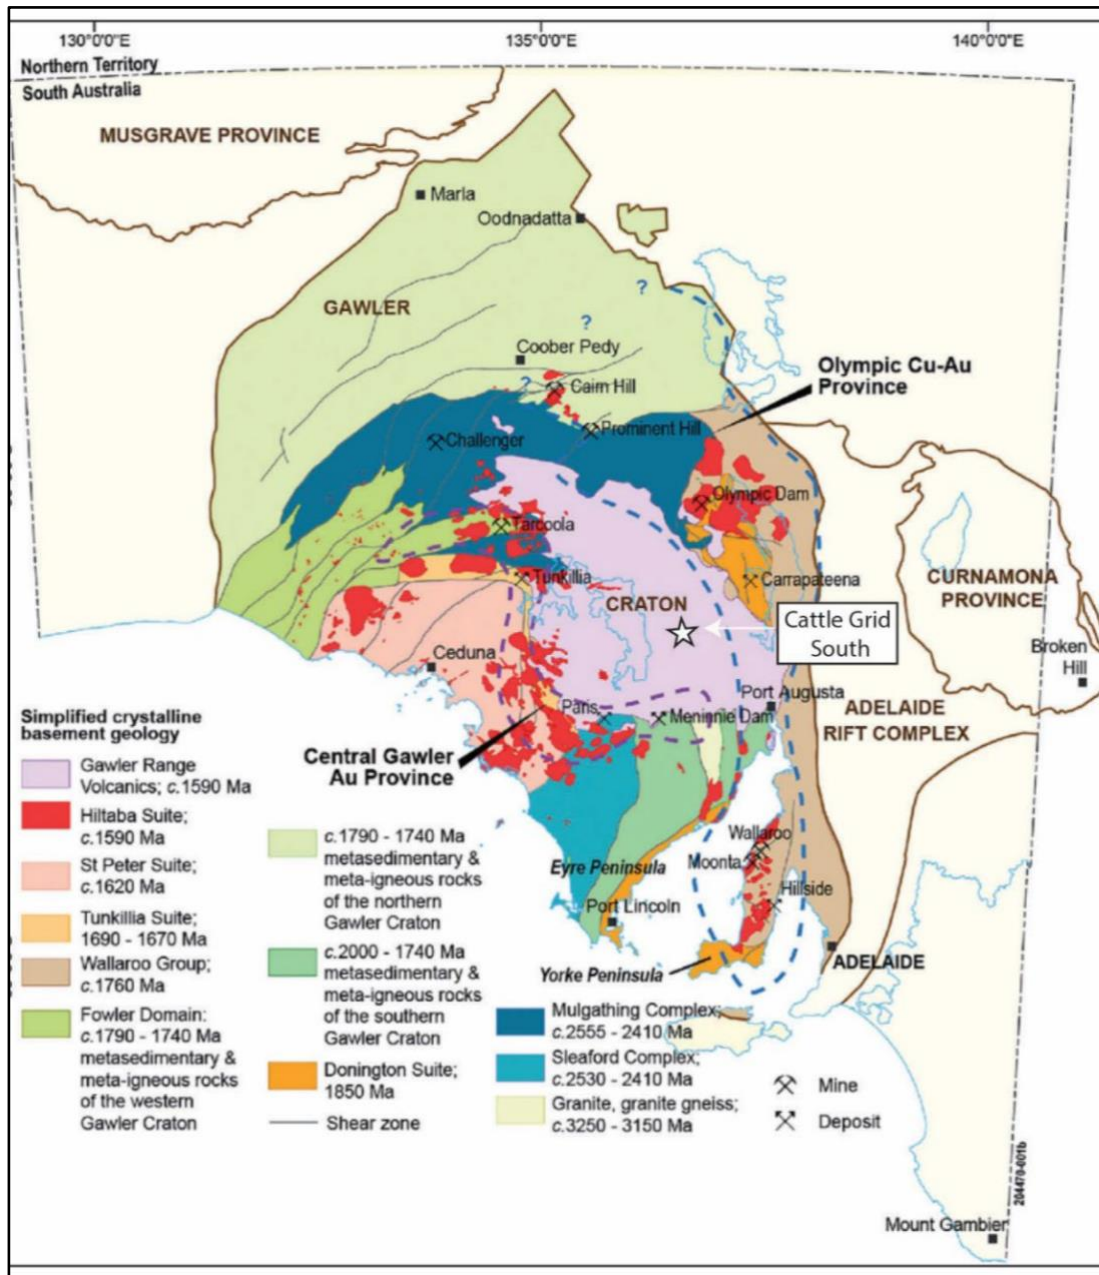 130°0'0"E
135°0'0"E
140°0'0"E
Northern Territory
South Australia
MUSGRAVE PROVINCE
Marla
Oodnadatta
?
GAWLER
?
Coober Pedy
Olympic Cu-Au
Province
?
Cairn Hill
Challenger
Prominent Hill
Olympic Dam
Tarcoola
Tunkillia
Carrapateena
CURNAMONA
PROVINCE
CRATON
Cattle Grid
South
Broken
Hill
Ceduna
Port Augusta
Paris
Meninnie Dam
ADELAIDE
RIFT COMPLEX
Central Gawler
Au Province
Wallaroo
Moonta
Eyre Peninsula
Hillside
Port Lincoln
Yorke Peninsula
ADELAIDE
Simplified crystalline
basement geology
Gawler Range
Volcanics; c.1590 Ma
Hiltaba Suite;
c.1590 Ma
St Peter Suite;
c.1620 Ma
Tunkillia Suite;
1690 - 1670 Ma
Wallaroo Group;
c.1760 Ma
Fowler Domain:
c.1790 - 1740 Ma
metasedimentary &
meta-igneous rocks
of the western
Gawler Craton
c.1790 - 1740 Ma
metasedimentary &
meta-igneous rocks
of the northern
Gawler Craton
c.2000 - 1740 Ma
metasedimentary &
meta-igneous rocks
of the southern
Gawler Craton
Donington Suite;
1850 Ma
Shear zone
Mulgathing Complex;
c.2555 - 2410 Ma
Sleaford Complex;
c.2530 - 2410 Ma
Granite, granite gneiss;
c.3250 - 3150 Ma
Mine
Deposit
204470-001b
Mount Gambier